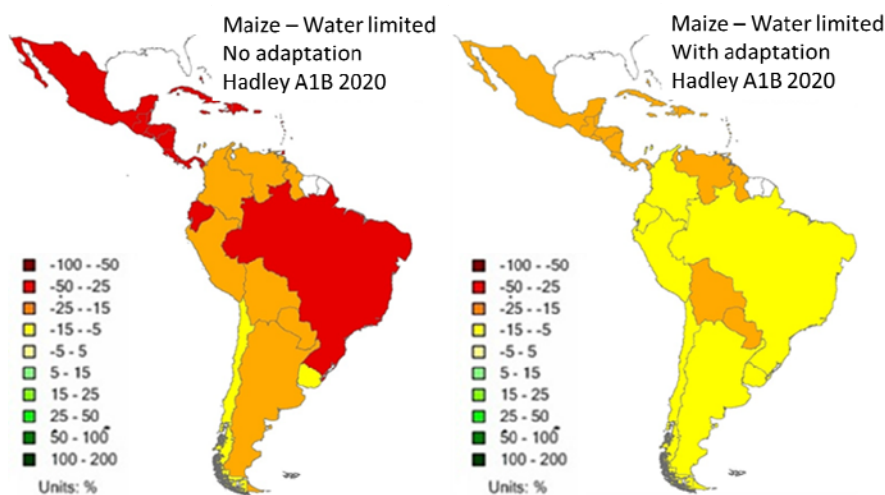 Maize – Water limited
No adaptation
Hadley A1B 2020
-100 - -50
-50 - -25
-25 - -15
-15 - -5
-5 - 5
5 - 15
15 - 25
25 - 50
50 - 100
100 - 200
Units: %
Maize – Water limited
With adaptation
Hadley A1B 2020
-100 - -50
-50 - -25
-25 - -15
-15 - -5
-5 - 5
5 - 15
15 - 25
25 - 50
50 - 100
100 - 200
Units: %